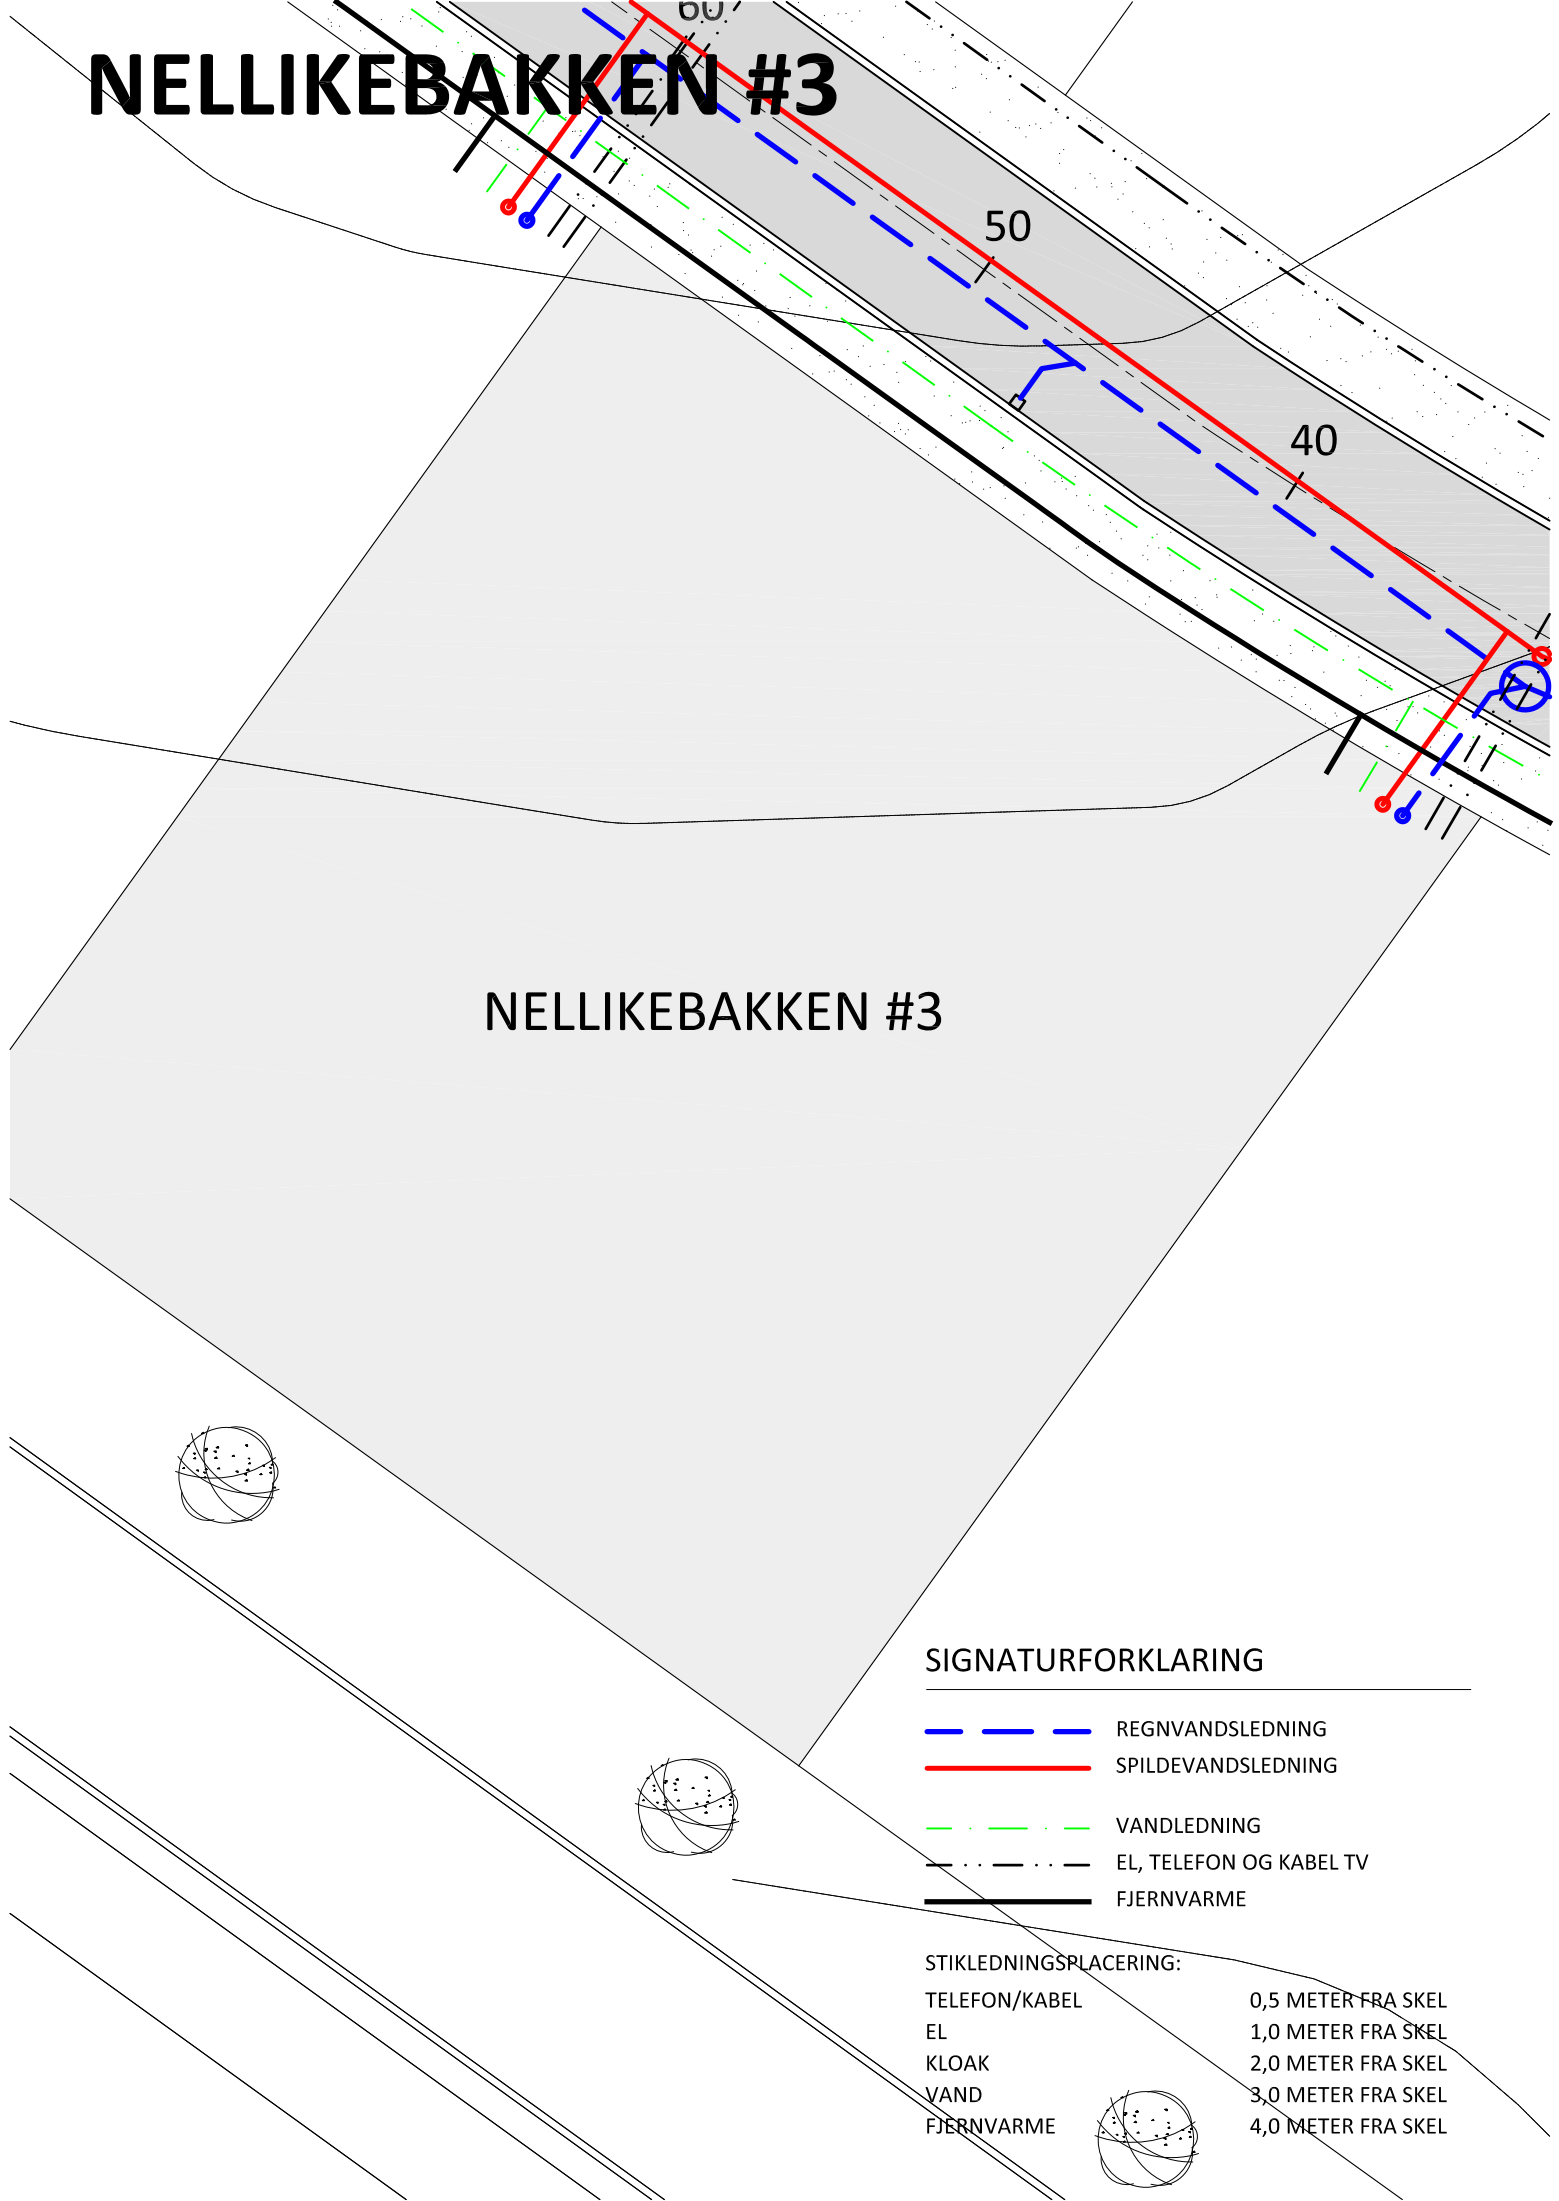 60
NELLIKEBAKKEN #3
50
40
NELLIKEBAKKEN #3
SIGNATURFORKLARING
REGNVANDSLEDNING
SPILDEVANDSLEDNING
VANDLEDNING
EL, TELEFON OG KABEL TV
FJERNVARME
STIKLEDNINGSPLACERING:
TELEFON/KABEL 0,5 METER FRA SKEL
EL 1,0 METER FRA SKEL
KLOAK 2,0 METER FRA SKEL
VAND 3,0 METER FRA SKEL
FJERNVARME 4,0 METER FRA SKEL